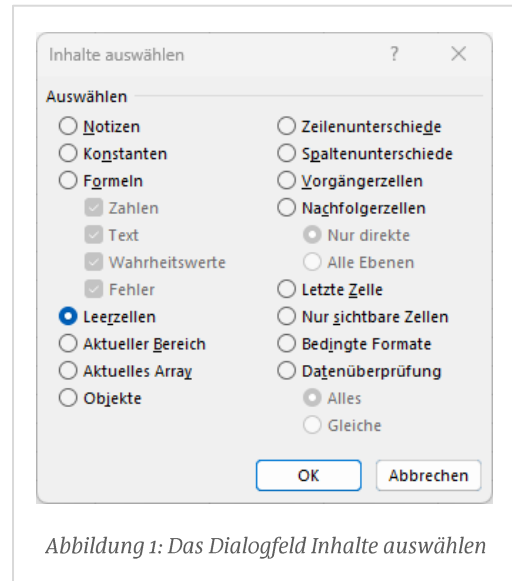 Inhalte auswählen ?
Auswählen
Notizen
Konstanten
Formeln
Zahlen
Text
Wahrheitswerte
Fehler
Leerzellen
Aktueller Bereich
Aktuelles Array
Objekte
Zeilenunterschiede
Spaltenunterschiede
Vorgängerzellen
Nachfolgerzellen
Nur direkte
Alle Ebenen
Letzte Zelle
Nur sichtbare Zellen
Bedingte Formate
Datenüberprüfung
Alles
Gleiche
OK
Abbrechen
Abbildung 1: Das Dialogfeld Inhalte auswählen